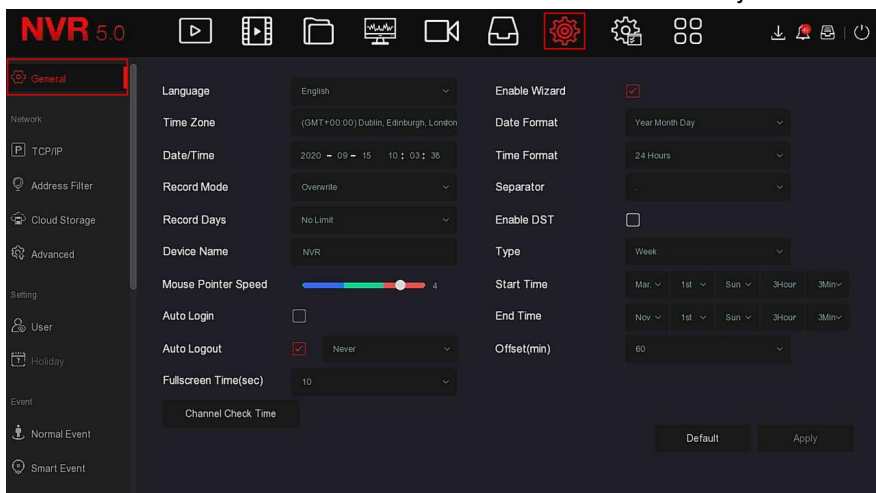 NVR 5.0
General
Network
TCP/IP
Address Filter
Cloud Storage
Advanced
Setting
User
Holiday
Event
Normal Event
Smart Event
Language English Enable Wizard
Time Zone (GMT+00:00) Dublin, Edinburgh, London Date Format Year Month Day
Date/Time 2020 - 09 - 15 10 : 03 : 38 Time Format 24 Hours
Record Mode Overwrite Separator .
Record Days No Limit Enable DST
Device Name NVR Type Week
Mouse Pointer Speed 4 Start Time Mar. 1st Sun 3Hour 3Min
Auto Login End Time Nov. 1st Sun 3Hour 3Min
Auto Logout Never Offset(min) 60
Fullscreen Time(sec) 10
Channel Check Time
Default Apply